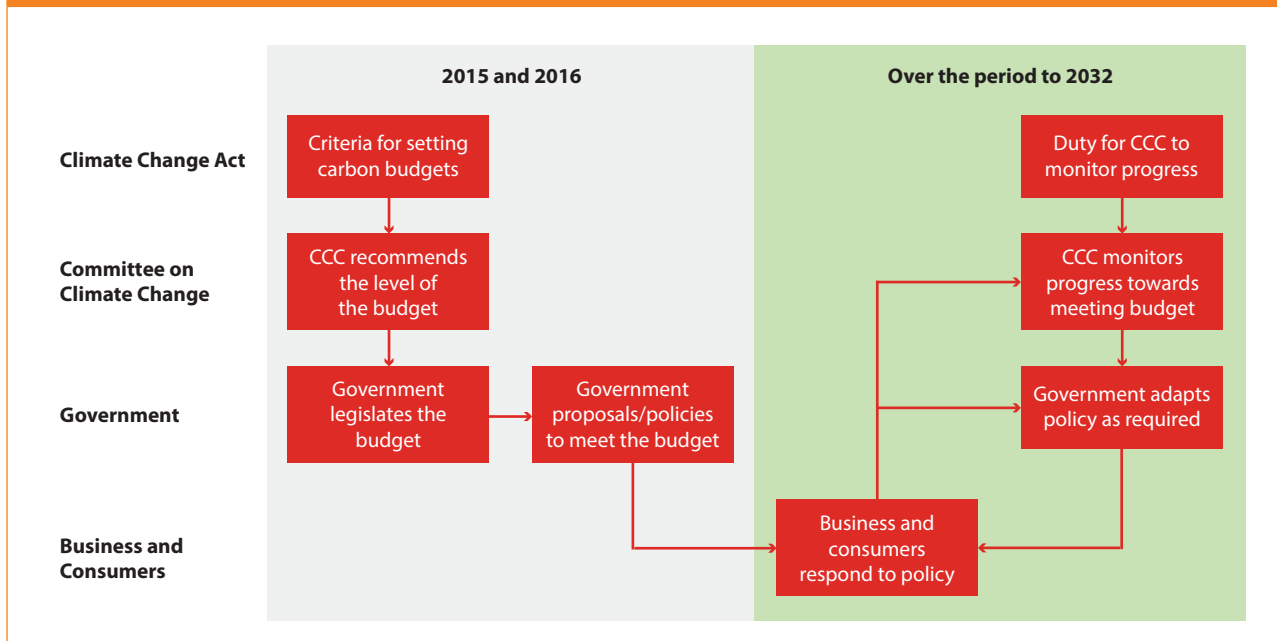 2015 and 2016
Over the period to 2032
Climate Change Act
Criteria for setting
carbon budgets
Duty for CCC to
monitor progress
Committee on
Climate Change
CCC recommends
the level of
the budget
CCC monitors
progress towards
meeting budget
Government
Government
legislates the
budget
Government
proposals/policies
to meet the budget
Government adapts
policy as required
Business and
Consumers
Business and
consumers
respond to policy